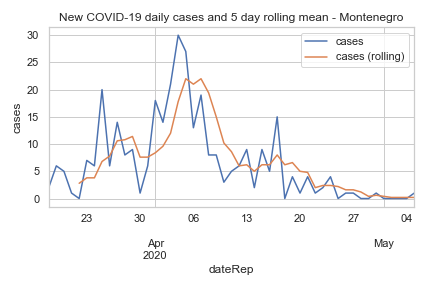 New COVID-19 daily cases and 5 day rolling mean - Montenegro
cases
cases (rolling)
cases
30
25
20
15
10
5
0
23 30 06 13 20 27 04
Apr May
2020
dateRep